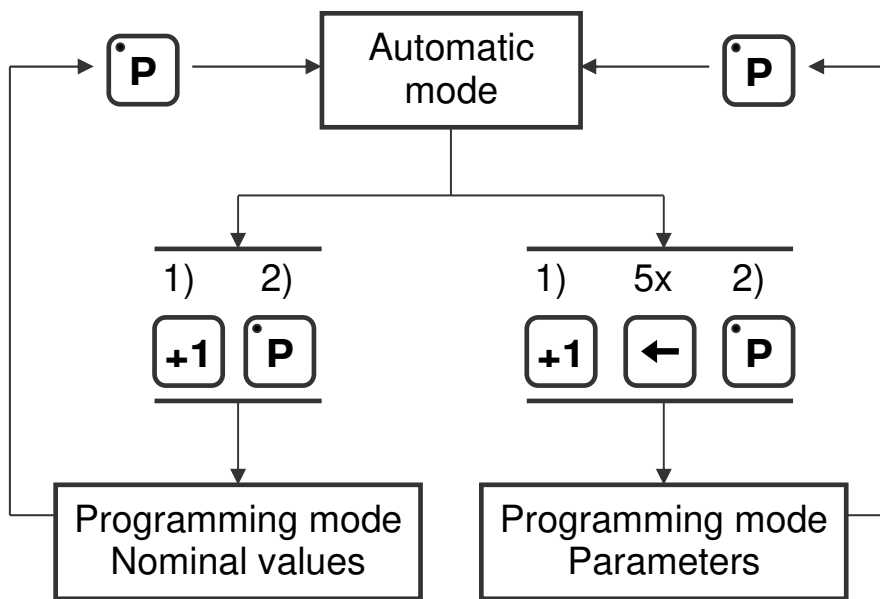 P
Automatic
mode
P
1) 2)
+1 P
1) 5x 2)
+1 ← P
Programming mode
Nominal values
Programming mode
Parameters